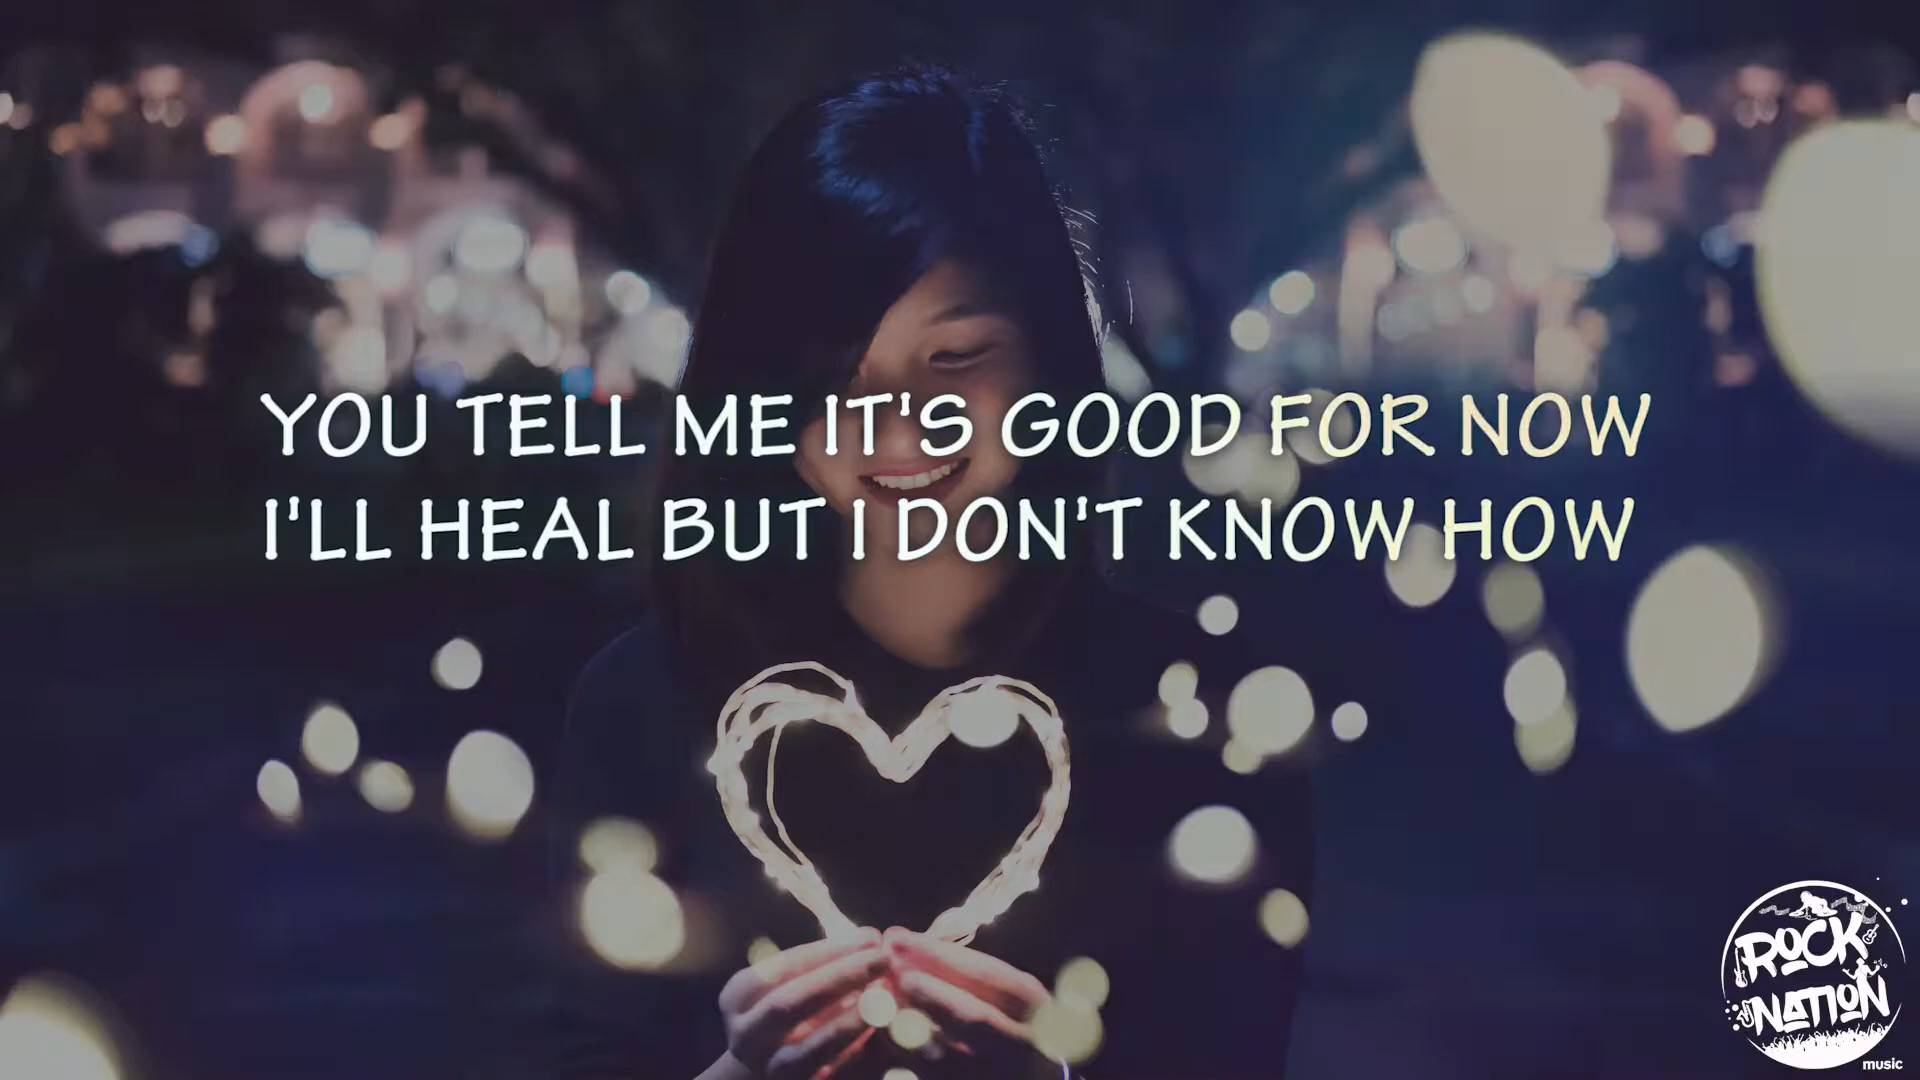 YOU TELL ME IT'S GOOD FOR NOW
I'LL HEAL BUT I DON'T KNOW HOW
ROCK
NATION
music